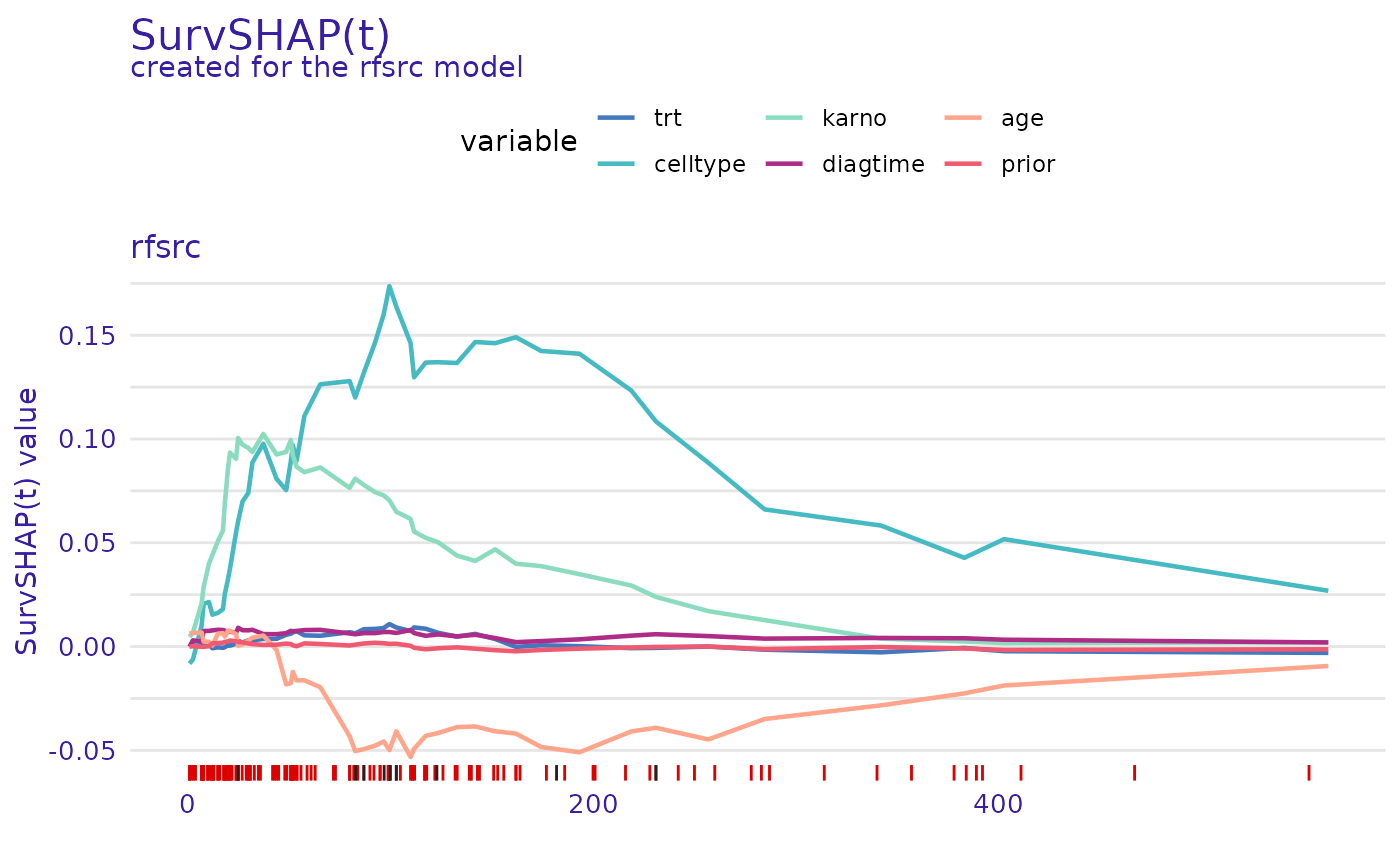 SurvSHAP(t)
created for the rfsrc model
variable
trt
karno
age
celltype
diagtime
prior
rfsrc
SurvSHAP(t) value
0.15
0.10
0.05
0.00
-0.05
0
200
400